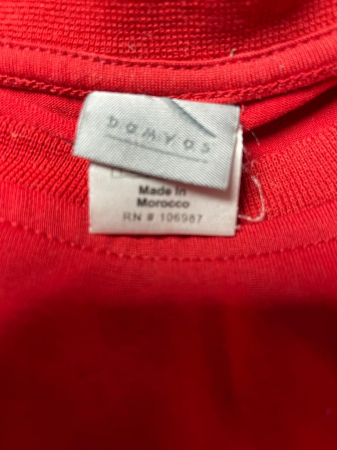 domyos
Made in
Morocco
RN # 106987